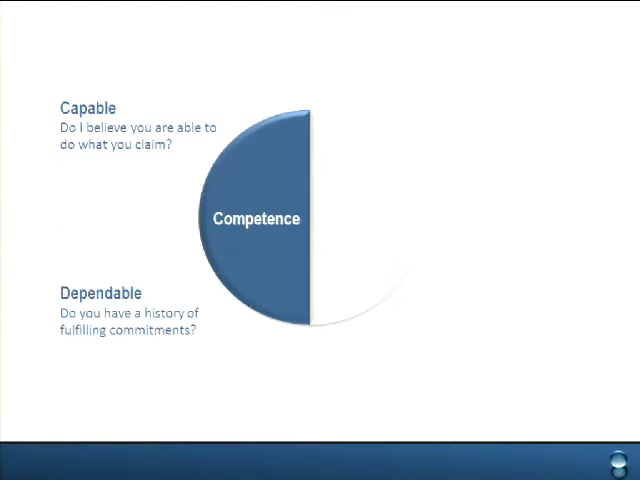 Capable
Do I believe you are able to
do what you claim?
Competence
Dependable
Do you have a history of
fulfilling commitments?